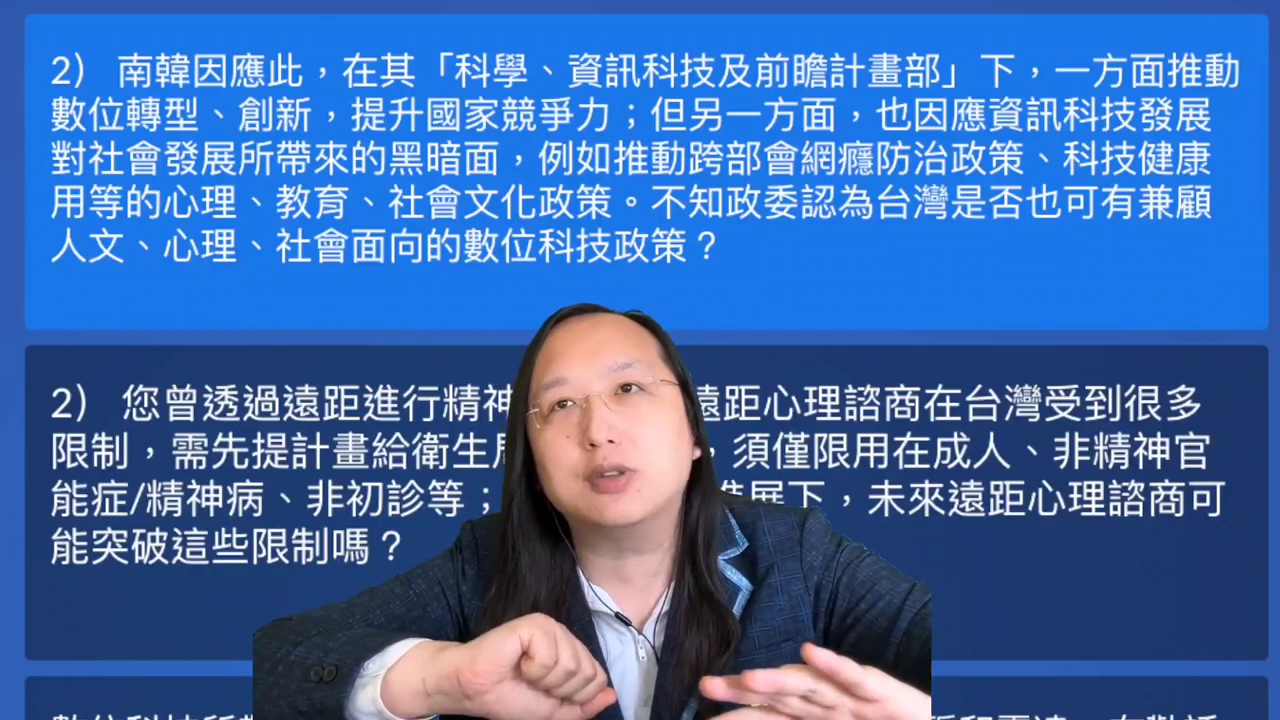 2) 南韓因應此，在其「科學、資訊科技及前瞻計畫部」下，一方面推動
數位轉型、創新，提升國家競爭力；但另一方面，也因應資訊科技發展
對社會發展所帶來的黑暗面，例如推動跨部會網癮防治政策、科技健康
用等的心理、教育、社會文化政策。不知政委認為台灣是否也可有兼顧
人文、心理、社會面向的數位科技政策？
2) 您曾透過遠距進行精神 遠距心理諮商在台灣受到很多
限制，需先提計畫給衛生局 ，須僅限用在成人、非精神官
能症/精神病、非初診等； 進展下，未來遠距心理諮商可
能突破這些限制嗎？
數位科技所帶